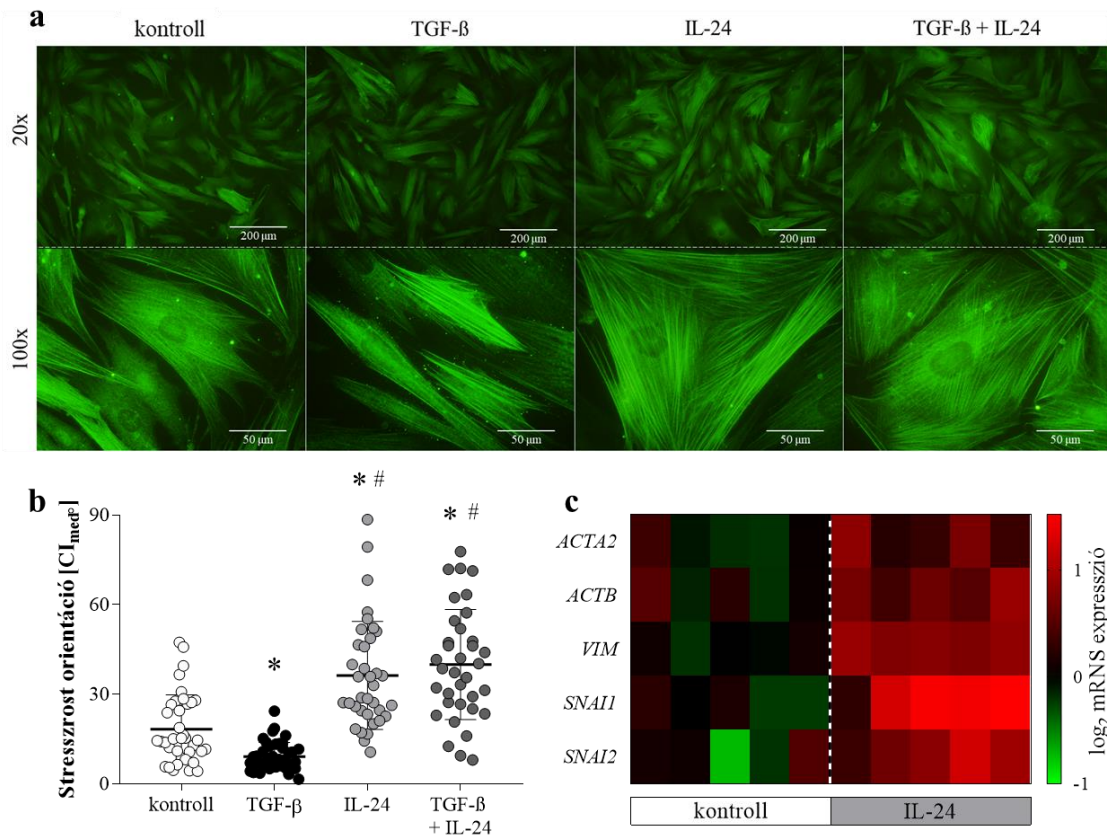 a
kontroll TGF-ß IL-24 TGF-ß + IL-24
20x
200 µm 200 µm 200 µm 200 µm
100x
50 µm 50 µm 50 µm 50 µm
b
Stresszrost orientáció [CImed°]
90
60
30
0
* * # * #
kontroll TGF-β IL-24 TGF-ß
+ IL-24
c
ACTA2
ACTB
VIM
SNAI1
SNAI2
kontroll IL-24
1
0
-1
log2 mRNS expresszió